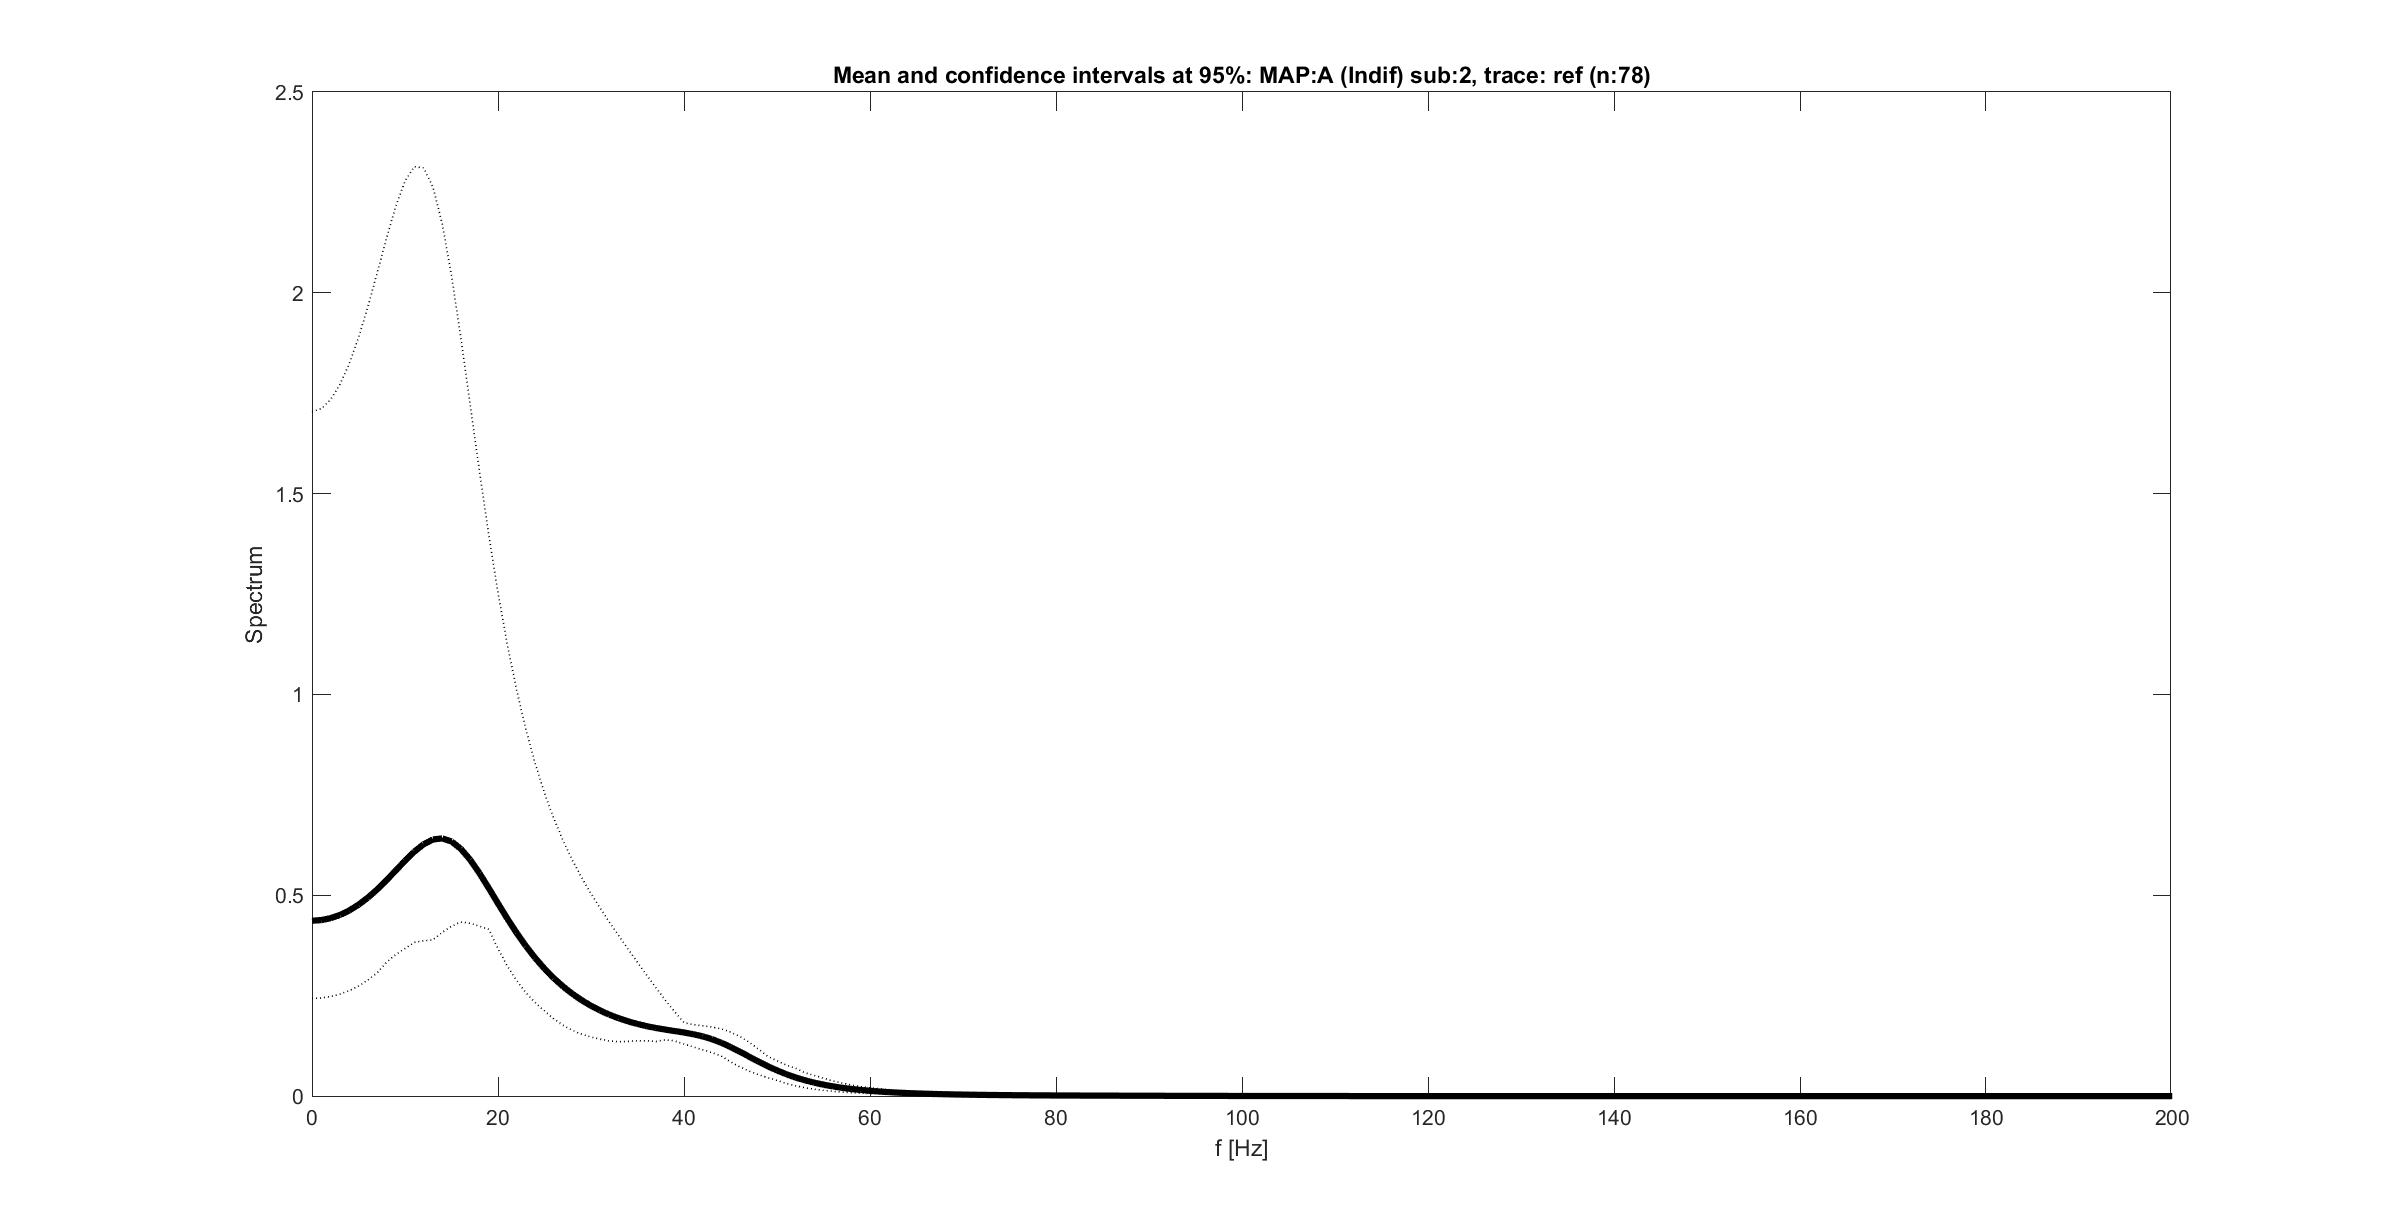 Mean and confidence intervals at 95%: MAP:A (Indif) sub:2, trace: ref (n:78)
2.5
2
1.5
1
0.5
0
Spectrum
0 20 40 60 80 100 120 140 160 180 200
f [Hz]